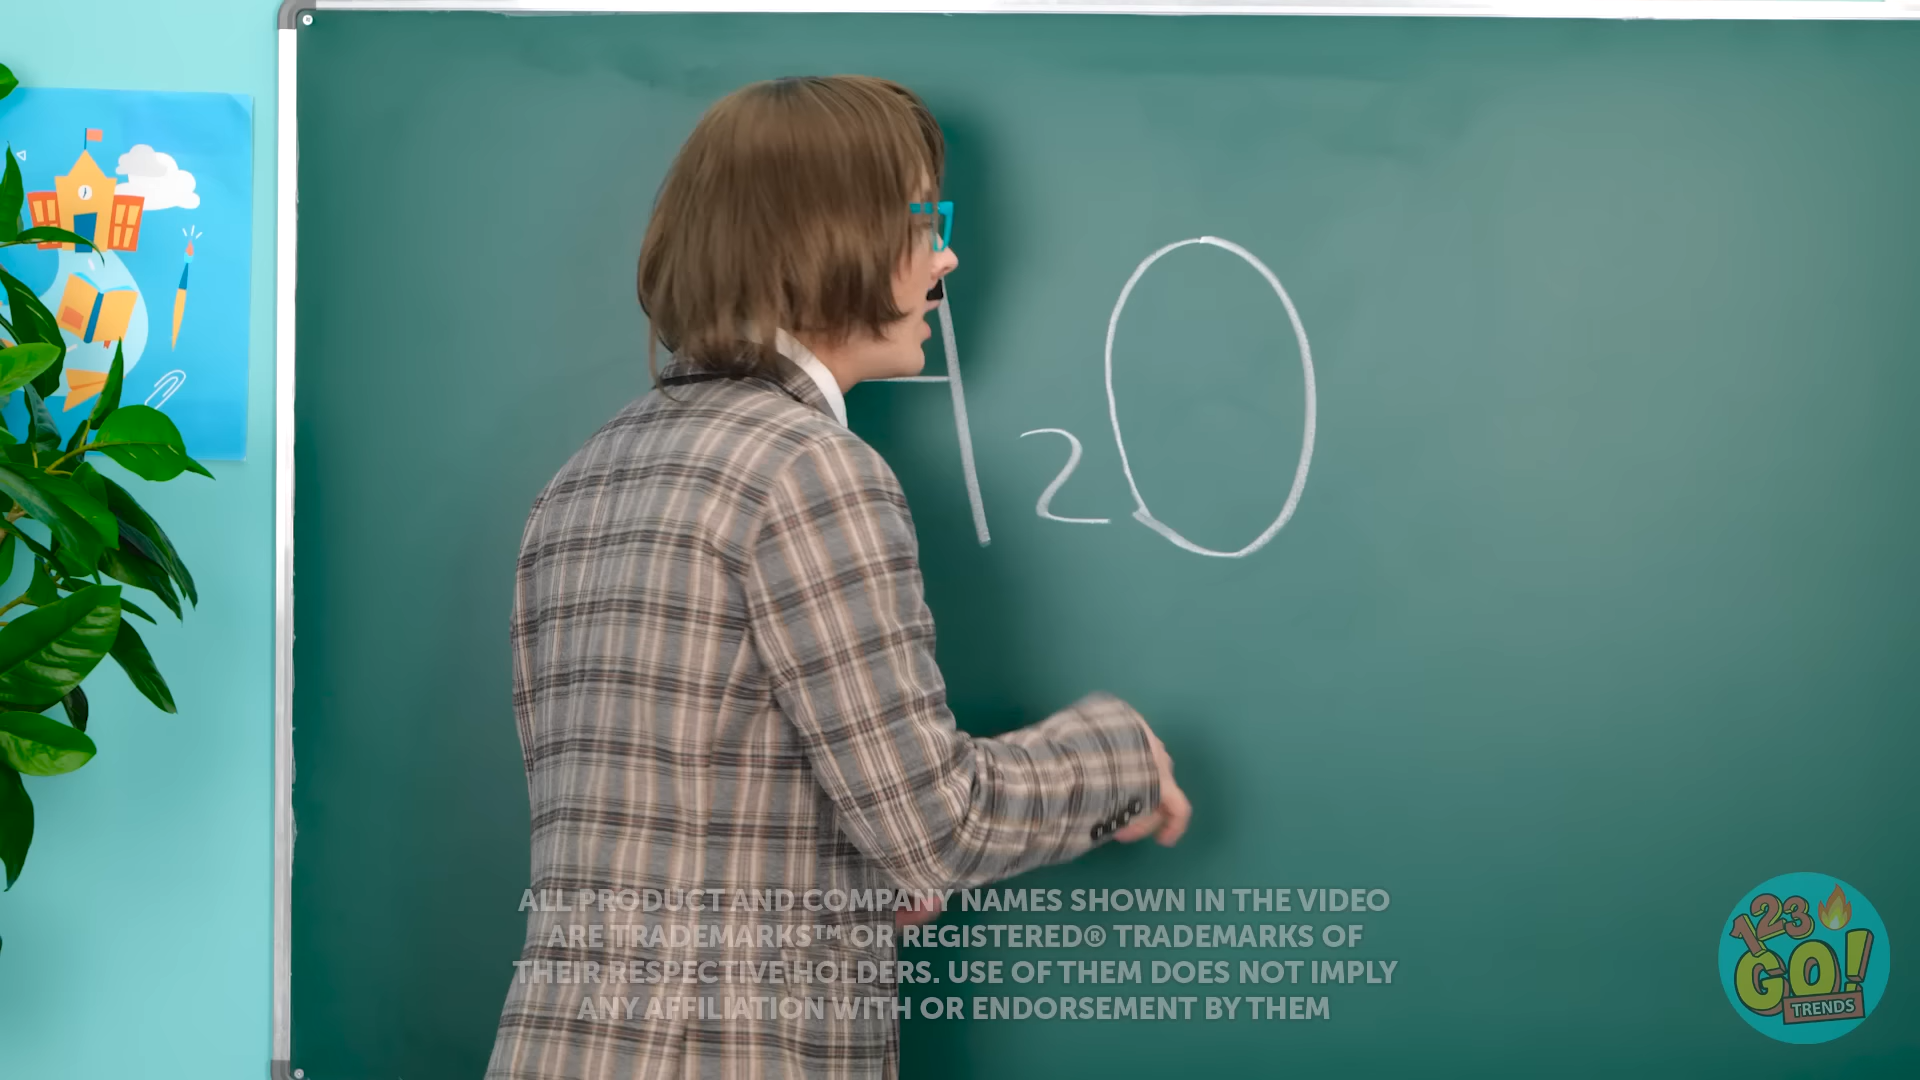 H₂O
ALL PRODUCT AND COMPANY NAMES SHOWN IN THE VIDEO
ARE TRADEMARKS™ OR REGISTERED® TRADEMARKS OF
THEIR RESPECTIVE HOLDERS. USE OF THEM DOES NOT IMPLY
ANY AFFILIATION WITH OR ENDORSEMENT BY THEM
123
GO!
TRENDS